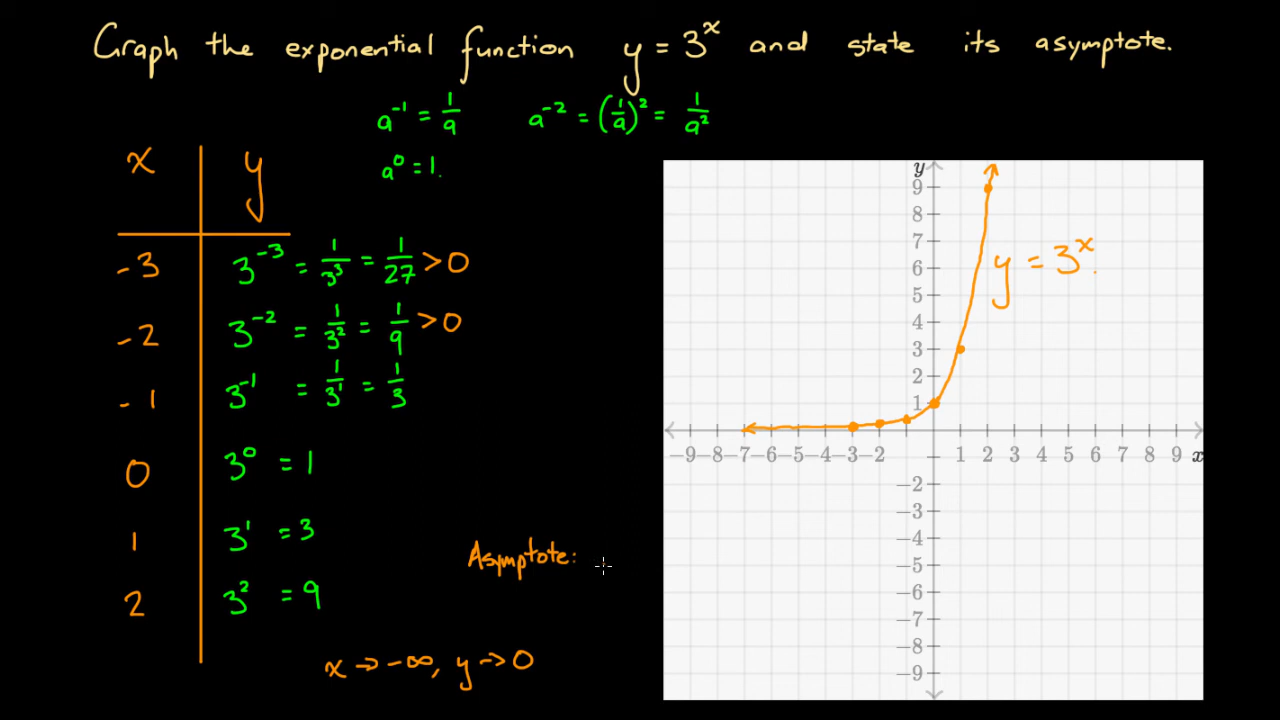 Graph the exponential function y = 3^x and state its asymptote.
a^-1 = 1/a a^-2 = (1/a)^2 = 1/a^2
a^0 = 1.
x y
-3 3^-3 = 1/3^3 = 1/27 > 0
-2 3^-2 = 1/3^2 = 1/9 > 0
-1 3^-1 = 1/3^1 = 1/3
0 3^0 = 1
1 3^1 = 3
2 3^2 = 9
Asymptote:
x → -∞, y → 0
y
9
8
7
6
5
4
3
2
1
y = 3^x.
-9 -8 -7 -6 -5 -4 -3 -2 1 2 3 4 5 6 7 8 9 x
-2
-3
-4
-5
-6
-7
-8
-9